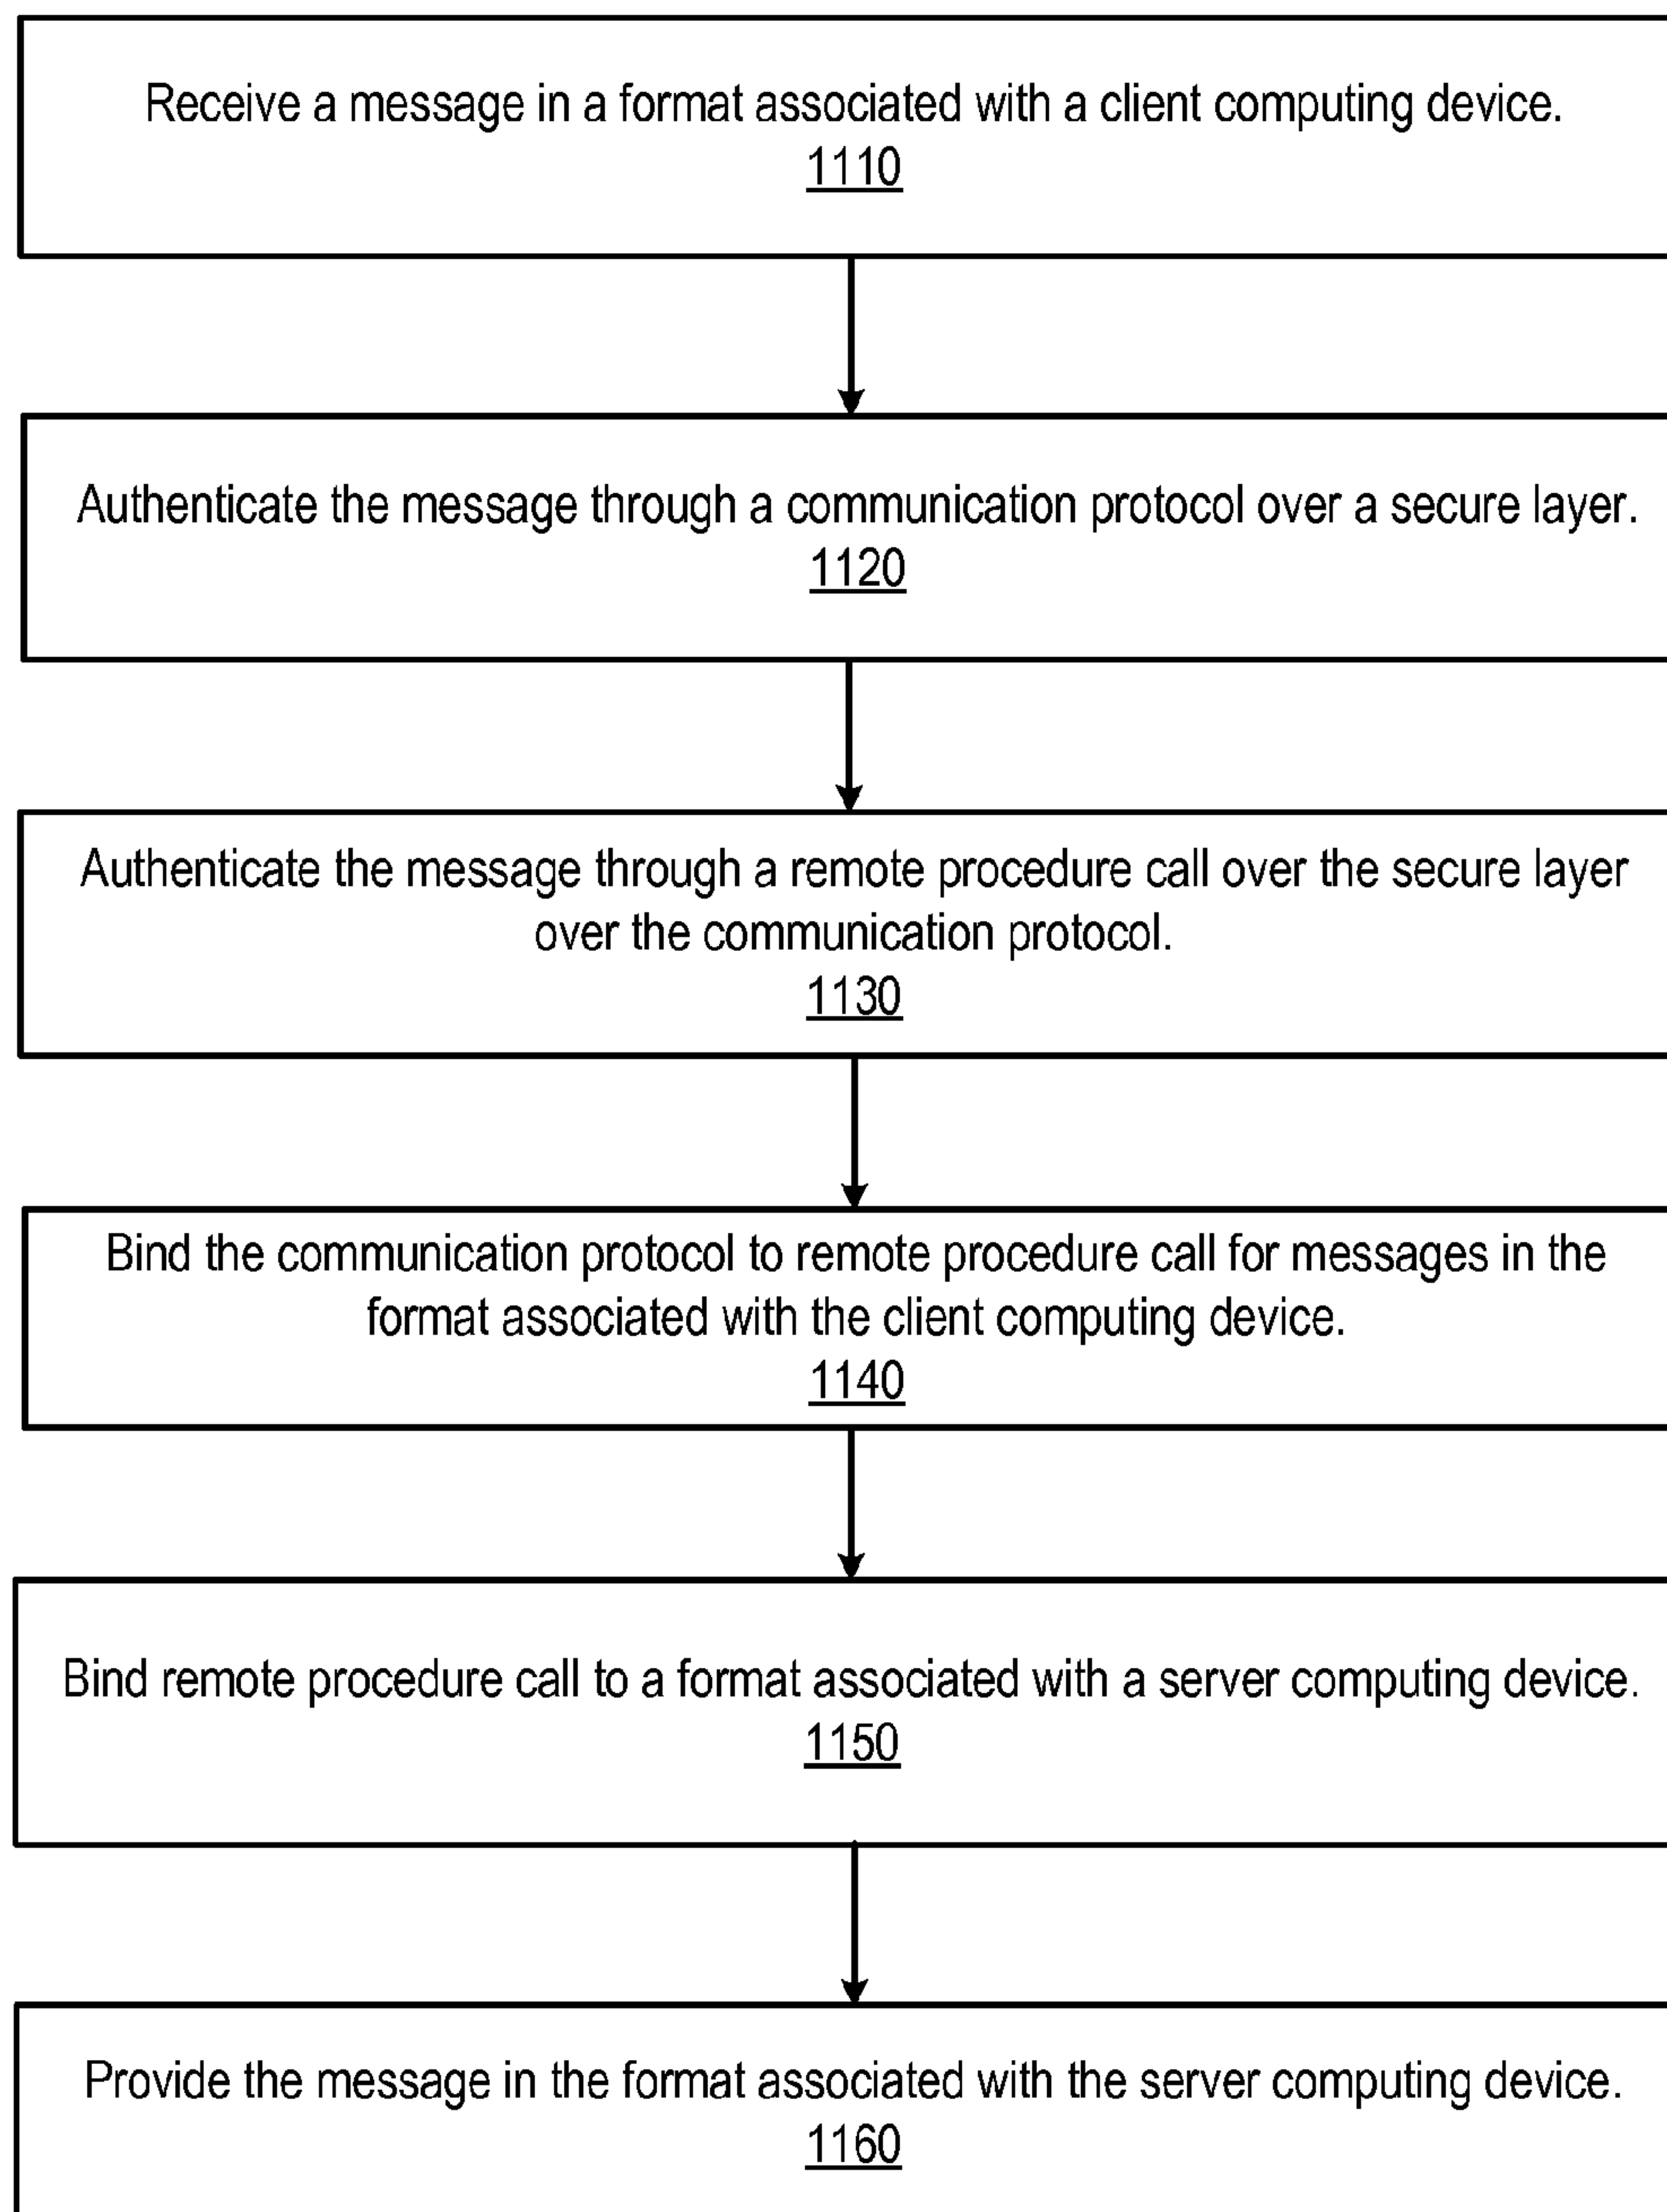 Receive a message in a format associated with a client computing device.
1110
Authenticate the message through a communication protocol over a secure layer.
1120
Authenticate the message through a remote procedure call over the secure layer
over the communication protocol.
1130
Bind the communication protocol to remote procedure call for messages in the
format associated with the client computing device.
1140
Bind remote procedure call to a format associated with a server computing device.
1150
Provide the message in the format associated with the server computing device.
1160